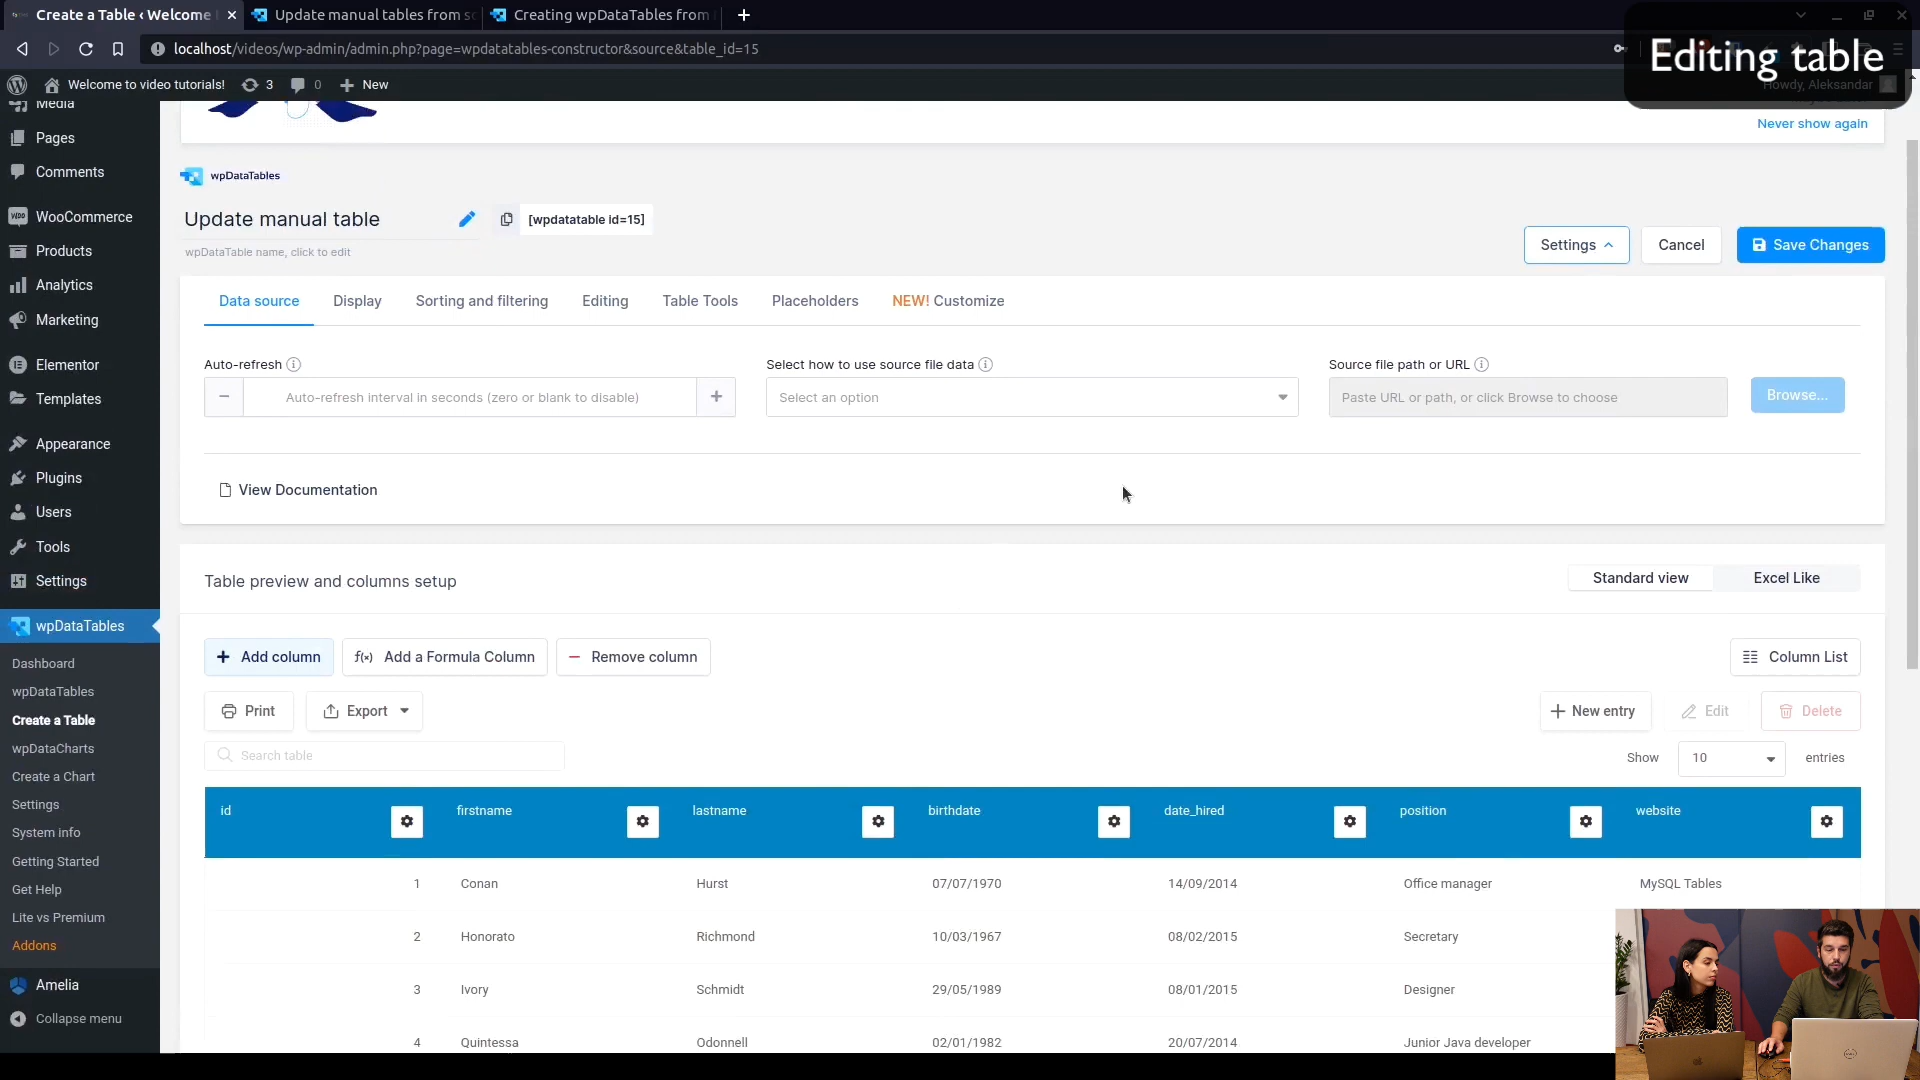 Create a Table ‹ Welcome
Update manual tables from so
Creating wpDataTables from
localhost/videos/wp-admin/admin.php?page=wpdatatables-constructor&source&table_id=15
Editing table
Welcome to video tutorials!
3
0
New
Howdy, Aleksandar
Media
Pages
Comments
WooCommerce
Products
Analytics
Marketing
Elementor
Templates
Appearance
Plugins
Users
Tools
Settings
wpDataTables
Dashboard
wpDataTables
Create a Table
wpDataCharts
Create a Chart
Settings
System info
Getting Started
Get Help
Lite vs Premium
Addons
Amelia
Collapse menu
Never show again
wpDataTables
Update manual table
[wpdatatable id=15]
wpDataTable name, click to edit
Settings
Cancel
Save Changes
Data source
Display
Sorting and filtering
Editing
Table Tools
Placeholders
NEW! Customize
Auto-refresh
Select how to use source file data
Source file path or URL
Auto-refresh interval in seconds (zero or blank to disable)
Select an option
Paste URL or path, or click Browse to choose
Browse...
View Documentation
Table preview and columns setup
Standard view
Excel Like
Add column
f(x) Add a Formula Column
Remove column
Column List
Print
Export
New entry
Edit
Delete
Search table
Show
10
entries
id firstname lastname birthdate date_hired position website
1 Conan Hurst 07/07/1970 14/09/2014 Office manager MySQL Tables
2 Honorato Richmond 10/03/1967 08/02/2015 Secretary
3 Ivory Schmidt 29/05/1989 08/01/2015 Designer
4 Quintessa Odonnell 02/01/1982 20/07/2014 Junior Java developer